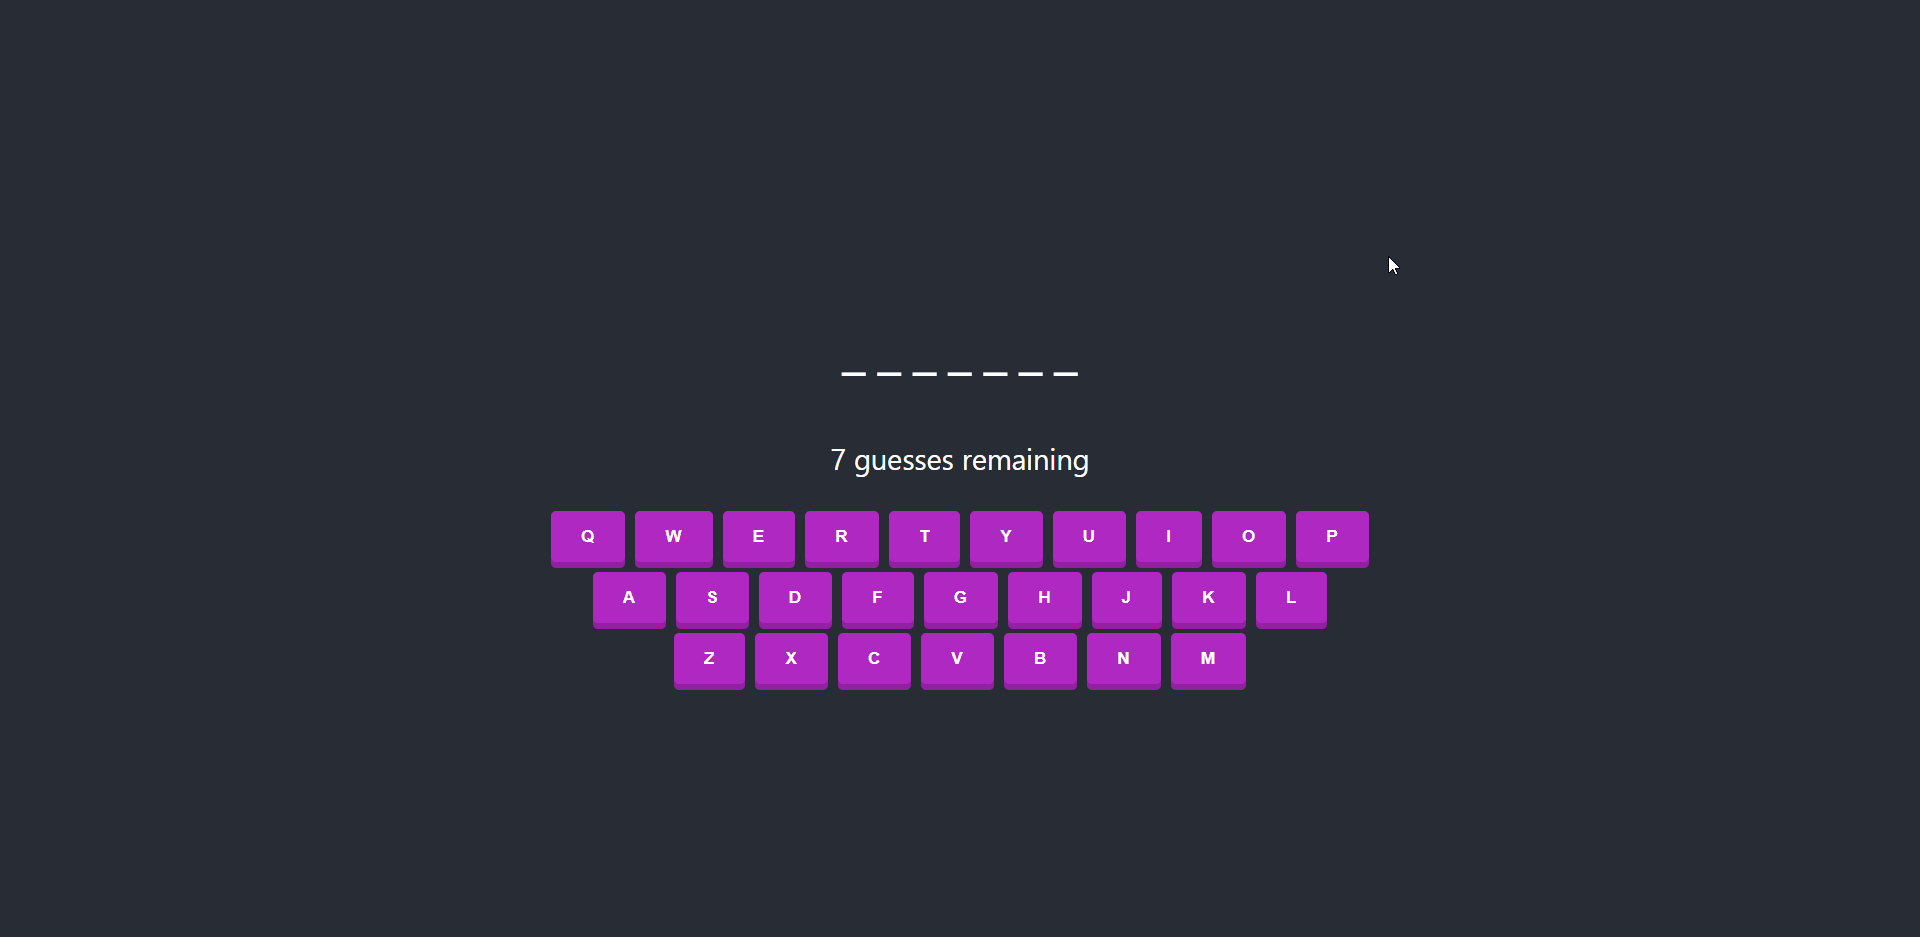 _ _ _ _ _ _ _
7 guesses remaining
Q W E R T Y U I O P
A S D F G H J K L
Z X C V B N M